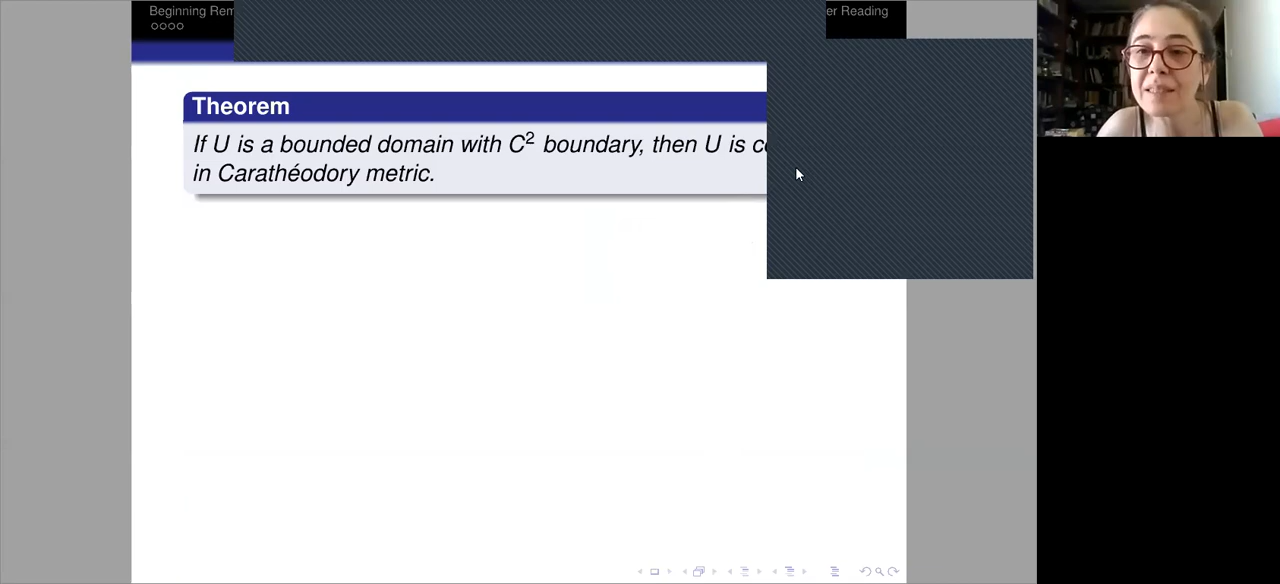 Beginning Rem
er Reading
Theorem
If U is a bounded domain with C² boundary, then U is c
in Carathéodory metric.